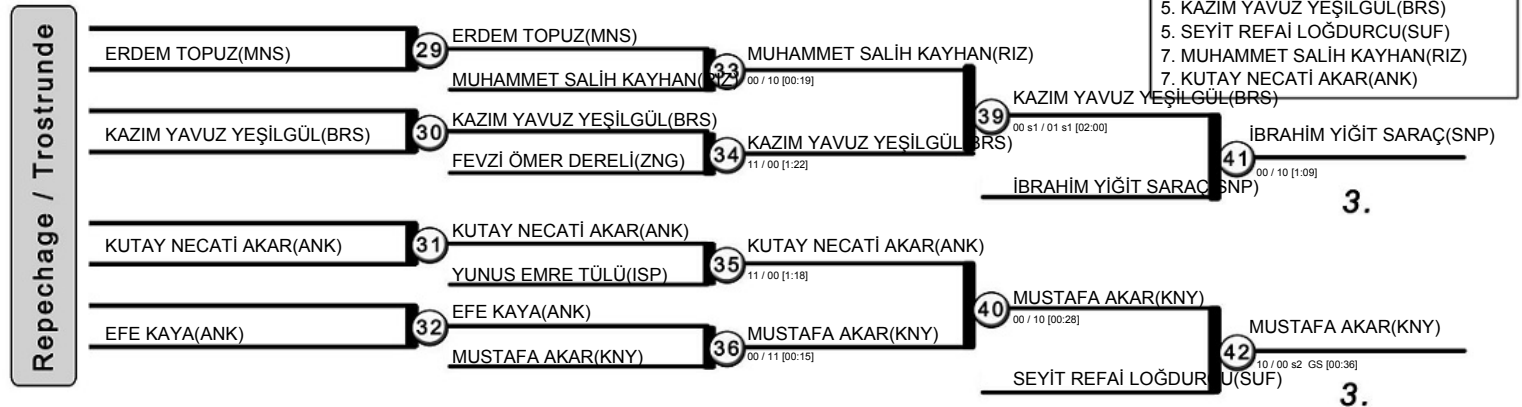 Repechage / Trostrunde
5. KAZIM YAVUZ YEŞİLGÜL(BRS)
5. SEYİT REFAİ LOĞDURCU(SUF)
7. MUHAMMET SALİH KAYHAN(RIZ)
7. KUTAY NECATİ AKAR(ANK)
ERDEM TOPUZ(MNS)
29
ERDEM TOPUZ(MNS)
MUHAMMET SALİH KAYHAN(RIZ)
33
MUHAMMET SALİH KAYHAN(RIZ)
00 / 10 [00:19]
KAZIM YAVUZ YEŞİLGÜL(BRS)
30
KAZIM YAVUZ YEŞİLGÜL(BRS)
FEVZİ ÖMER DERELİ(ZNG)
34
KAZIM YAVUZ YEŞİLGÜL(BRS)
11 / 00 [1:22]
39
KAZIM YAVUZ YEŞİLGÜL(BRS)
00 s1 / 01 s1 [02:00]
İBRAHİM YİĞİT SARAÇ(SNP)
41
İBRAHİM YİĞİT SARAÇ(SNP)
00 / 10 [1:09]
3.
KUTAY NECATİ AKAR(ANK)
31
KUTAY NECATİ AKAR(ANK)
YUNUS EMRE TÜLÜ(ISP)
35
KUTAY NECATİ AKAR(ANK)
11 / 00 [1:18]
EFE KAYA(ANK)
32
EFE KAYA(ANK)
MUSTAFA AKAR(KNY)
36
MUSTAFA AKAR(KNY)
00 / 11 [00:15]
40
MUSTAFA AKAR(KNY)
00 / 10 [00:28]
SEYİT REFAİ LOĞDURCU(SUF)
42
MUSTAFA AKAR(KNY)
10 / 00 s2 GS [00:36]
3.